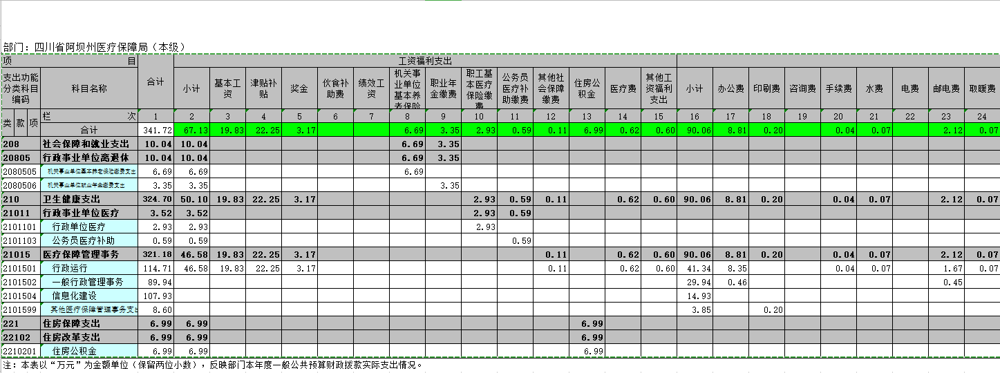 部门：四川省阿坝州医疗保障局（本级）
项 目 合计 工资福利支出
支出功能分类科目编码 科目名称 小计 基本工资 津贴补贴 奖金 伙食补助费 绩效工资 机关事业单位基本养老保险 职业年金缴费 职工基本医疗保险缴费 公务员医疗补助缴费 其他社会保障缴费 住房公积金 医疗费 其他工资福利支出 小计 办公费 印刷费 咨询费 手续费 水费 电费 邮电费 取暖费
类 款 项 栏 次 1 2 3 4 5 6 7 8 9 10 11 12 13 14 15 16 17 18 19 20 21 22 23 24
合计 341.72 67.13 19.83 22.25 3.17 6.69 3.35 2.93 0.59 0.11 6.99 0.62 0.60 90.06 8.81 0.20 0.04 0.07 2.12 0.07
208 社会保障和就业支出 10.04 10.04 6.69 3.35
20805 行政事业单位离退休 10.04 10.04 6.69 3.35
2080505 机关事业单位基本养老保险缴费支出 6.69 6.69 6.69
2080506 机关事业单位职业年金缴费支出 3.35 3.35 3.35
210 卫生健康支出 324.70 50.10 19.83 22.25 3.17 2.93 0.59 0.11 0.62 0.60 90.06 8.81 0.20 0.04 0.07 2.12 0.07
21011 行政事业单位医疗 3.52 3.52 2.93 0.59
2101101 行政单位医疗 2.93 2.93 2.93
2101103 公务员医疗补助 0.59 0.59 0.59
21015 医疗保障管理事务 321.18 46.58 19.83 22.25 3.17 0.11 0.62 0.60 90.06 8.81 0.20 0.04 0.07 2.12 0.07
2101501 行政运行 114.71 46.58 19.83 22.25 3.17 0.11 0.62 0.60 41.34 8.35 0.04 0.07 1.67 0.07
2101502 一般行政管理事务 89.94 29.94 0.46 0.45
2101504 信息化建设 107.93 14.93
2101599 其他医疗保障管理事务支出 8.60 3.85 0.20
221 住房保障支出 6.99 6.99 6.99
22102 住房改革支出 6.99 6.99 6.99
2210201 住房公积金 6.99 6.99 6.99
注：本表以“万元”为金额单位（保留两位小数），反映部门本年度一般公共预算财政拨款实际支出情况。